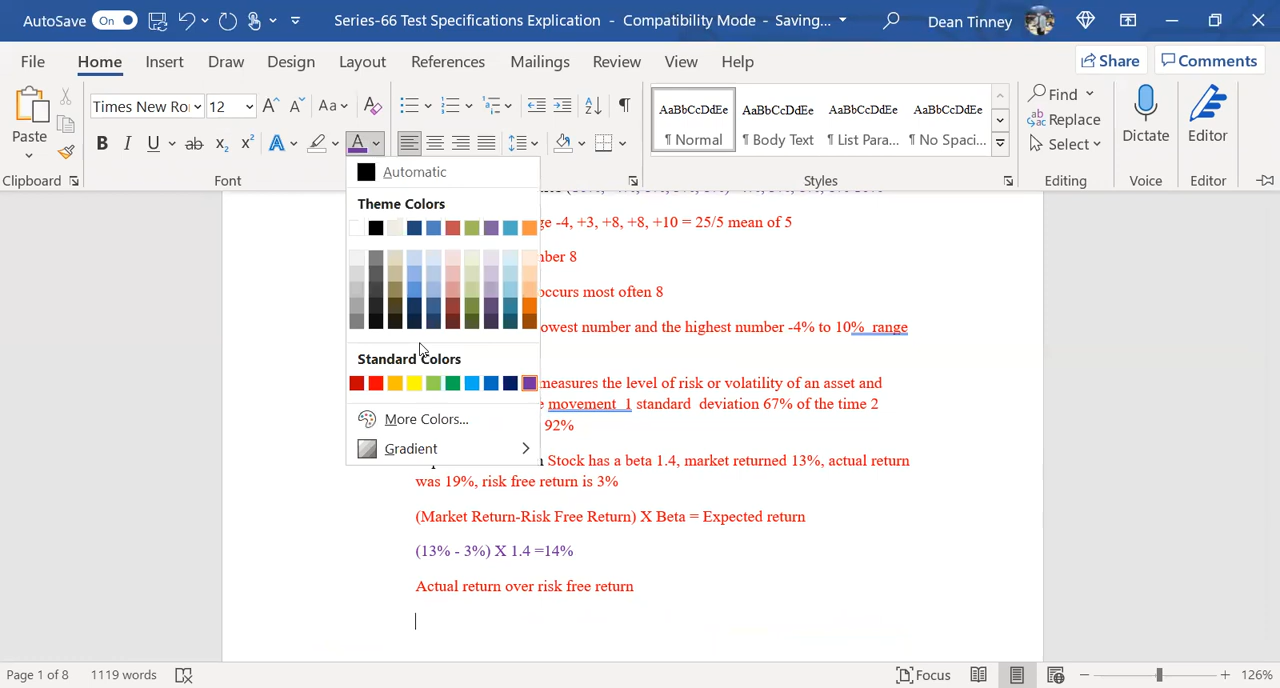 AutoSave On Series-66 Test Specifications Explication - Compatibility Mode - Saving... Dean Tinney
File Home Insert Draw Design Layout References Mailings Review View Help Share Comments
Times New Ro 12 Aa AaBbCcDdEe AaBbCcDdEe AaBbCcDdEe AaBbCcDdEe Find
Paste ¶ Normal ¶ Body Text ¶ List Para... ¶ No Spaci... Replace Dictate Editor
B I U ab x₂ x² A A Select
Clipboard Font Styles Editing Voice Editor
Automatic
Theme Colors
ge -4, +3, +8, +8, +10 = 25/5 mean of 5
nber 8
occurs most often 8
owest number and the highest number -4% to 10% range
Standard Colors
measures the level of risk or volatility of an asset and
e movement 1 standard deviation 67% of the time 2
92%
More Colors...
Gradient
Stock has a beta 1.4, market returned 13%, actual return
was 19%, risk free return is 3%
(Market Return-Risk Free Return) X Beta = Expected return
(13% - 3%) X 1.4 =14%
Actual return over risk free return
Page 1 of 8 1119 words Focus 126%